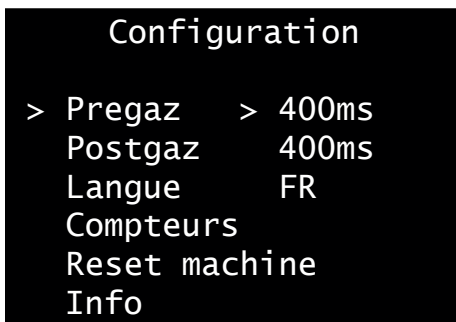 Configuration
> Pregaz > 400ms
Postgaz 400ms
Langue FR
Compteurs
Reset machine
Info